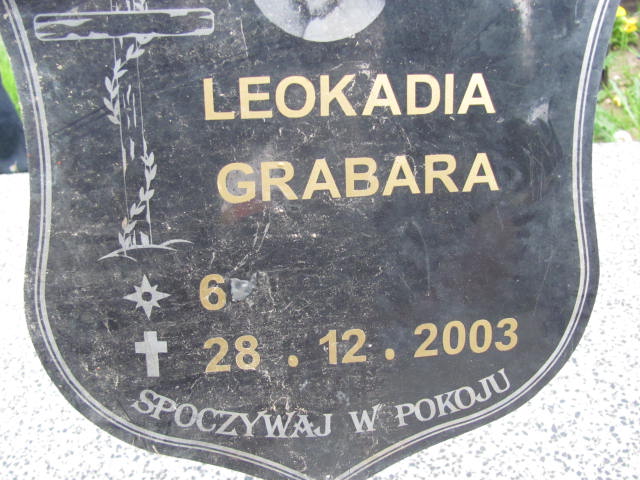 LEOKADIA
GRABARA
6
28 . 12 . 2003
SPOCZYWAJ W POKOJU